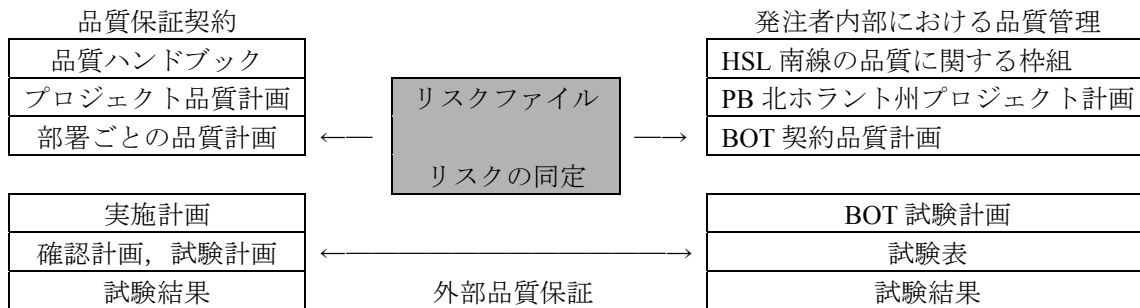 品質保証契約
品質ハンドブック
プロジェクト品質計画
部署ごとの品質計画
リスクファイル
リスクの同定
発注者内部における品質管理
HSL 南線の品質に関する枠組
PB 北ホラント州プロジェクト計画
BOT 契約品質計画
実施計画
確認計画，試験計画
試験結果
外部品質保証
BOT 試験計画
試験表
試験結果